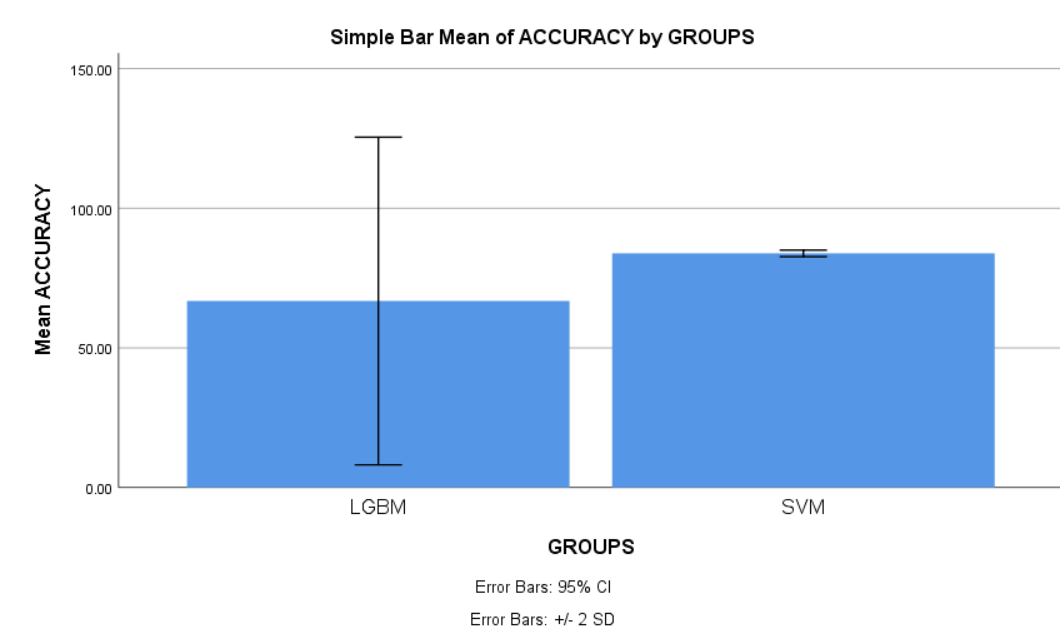 Simple Bar Mean of ACCURACY by GROUPS
150.00
100.00
50.00
0.00
Mean ACCURACY
LGBM
SVM
GROUPS
Error Bars: 95% CI
Error Bars: +/- 2 SD